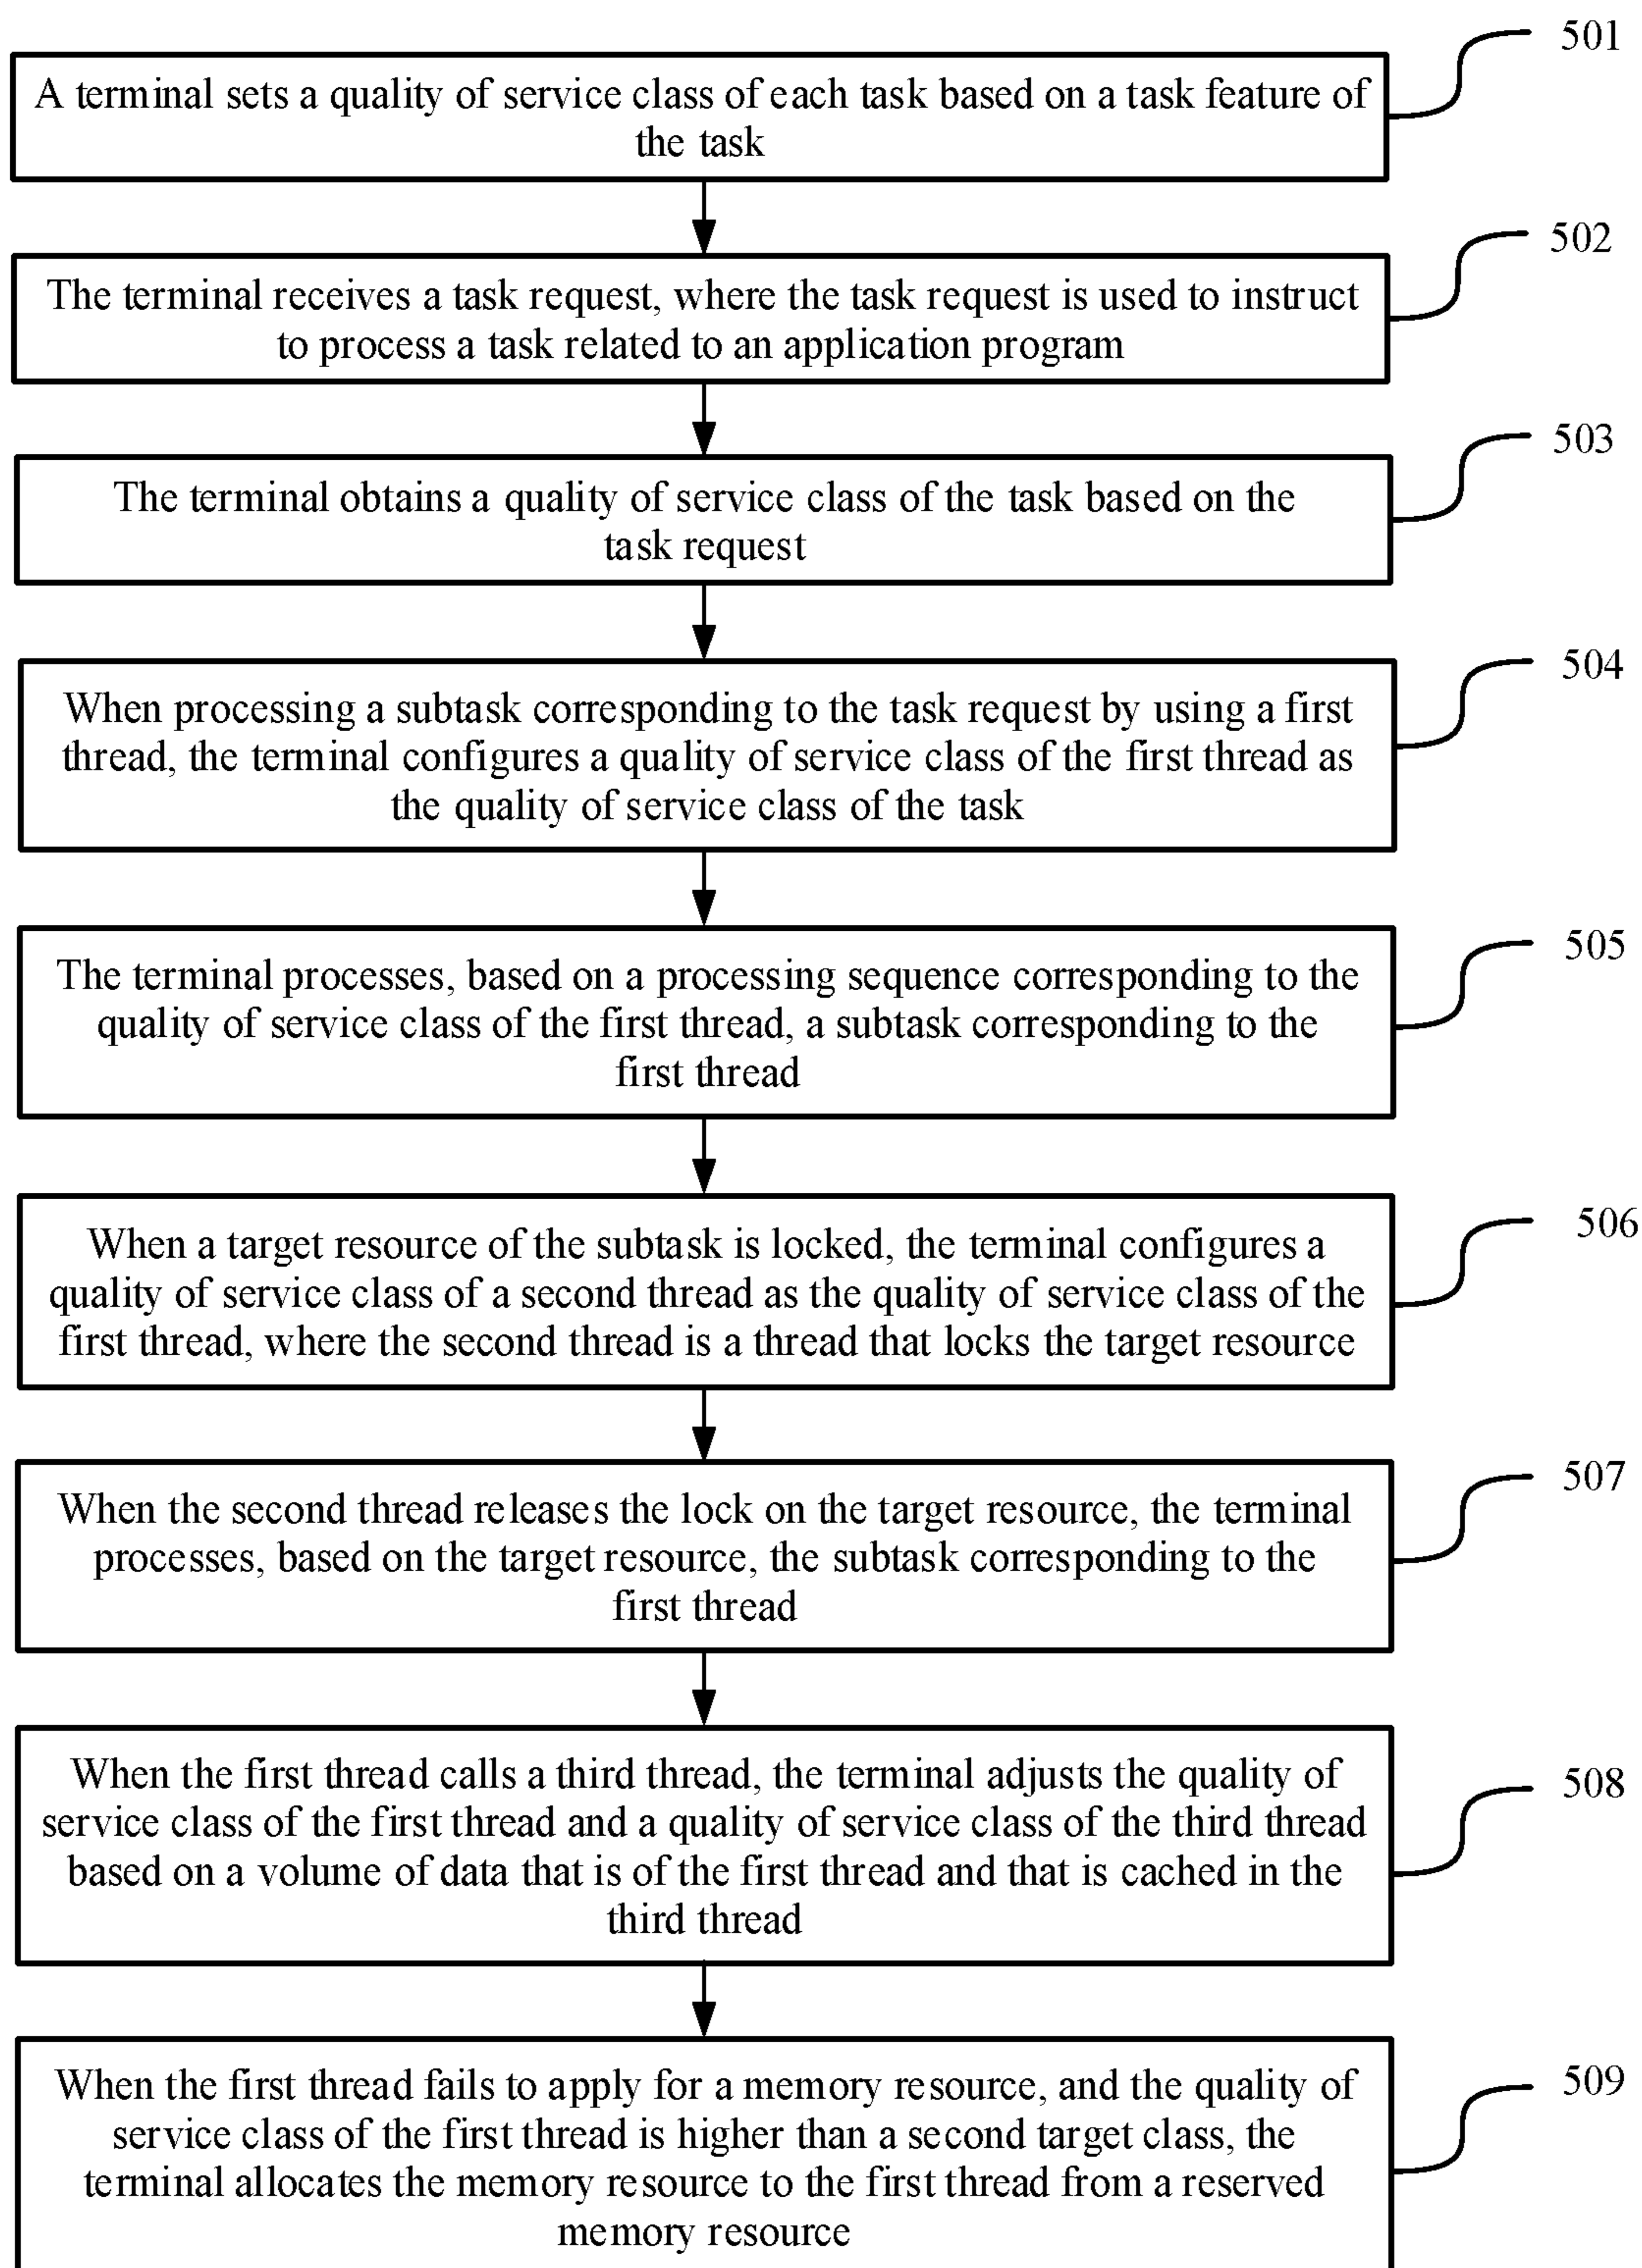 501
A terminal sets a quality of service class of each task based on a task feature of
the task
502
The terminal receives a task request, where the task request is used to instruct
to process a task related to an application program
503
The terminal obtains a quality of service class of the task based on the
task request
504
When processing a subtask corresponding to the task request by using a first
thread, the terminal configures a quality of service class of the first thread as
the quality of service class of the task
505
The terminal processes, based on a processing sequence corresponding to the
quality of service class of the first thread, a subtask corresponding to the
first thread
506
When a target resource of the subtask is locked, the terminal configures a
quality of service class of a second thread as the quality of service class of the
first thread, where the second thread is a thread that locks the target resource
507
When the second thread releases the lock on the target resource, the terminal
processes, based on the target resource, the subtask corresponding to the
first thread
508
When the first thread calls a third thread, the terminal adjusts the quality of
service class of the first thread and a quality of service class of the third thread
based on a volume of data that is of the first thread and that is cached in the
third thread
509
When the first thread fails to apply for a memory resource, and the quality of
service class of the first thread is higher than a second target class, the
terminal allocates the memory resource to the first thread from a reserved
memory resource